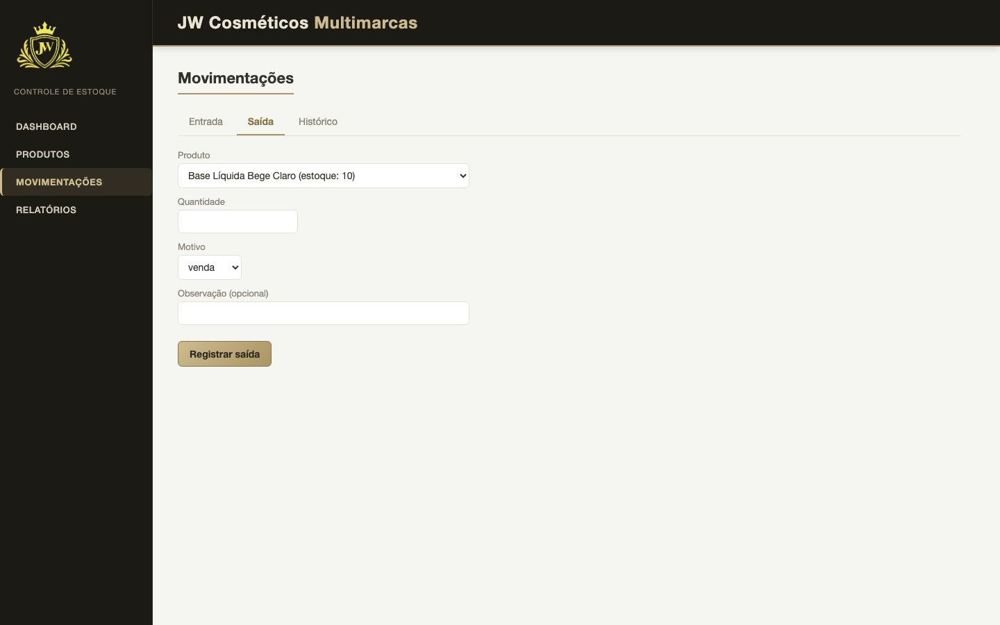 JW
CONTROLE DE ESTOQUE
DASHBOARD
PRODUTOS
MOVIMENTAÇÕES
RELATÓRIOS
JW Cosméticos Multimarcas
Movimentações
Entrada Saída Histórico
Produto
Base Líquida Bege Claro (estoque: 10)
Quantidade
Motivo
venda
Observação (opcional)
Registrar saída